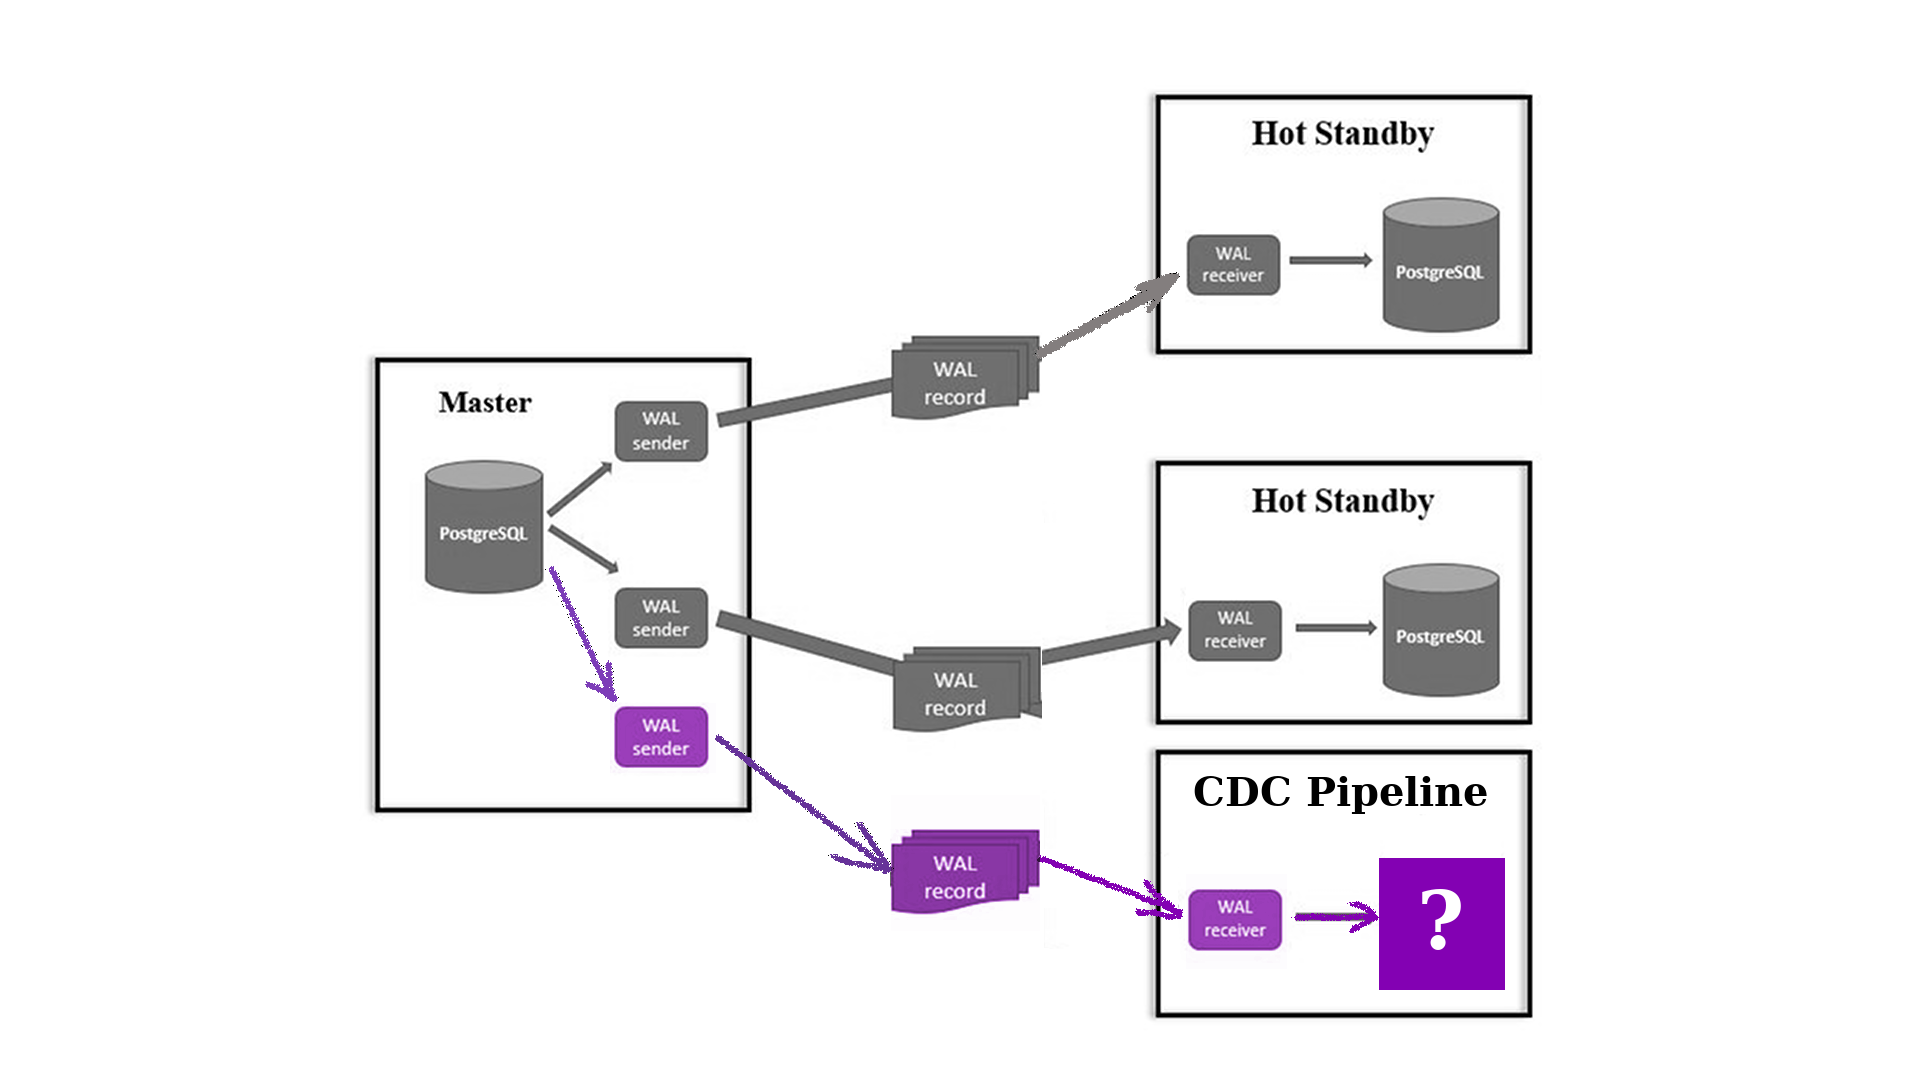 Master
PostgreSQL
WAL
sender
WAL
sender
WAL
sender
WAL
record
WAL
record
WAL
record
Hot Standby
WAL
receiver
PostgreSQL
Hot Standby
WAL
receiver
PostgreSQL
CDC Pipeline
WAL
receiver
?